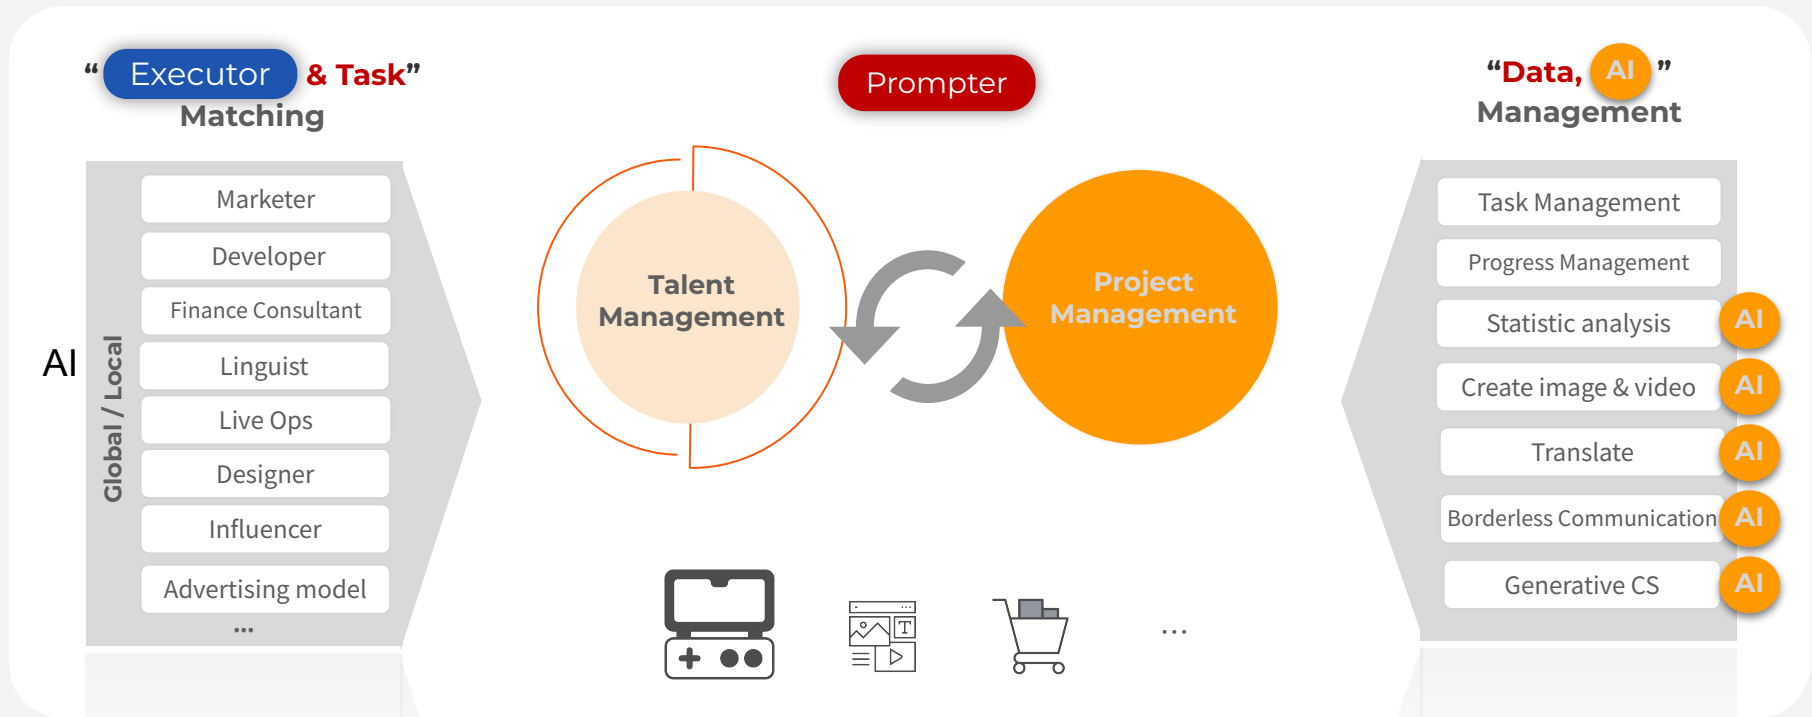 “ Executor & Task”
Matching
Global / Local
AI
Marketer
Developer
Finance Consultant
Linguist
Live Ops
Designer
Influencer
Advertising model
...
Prompter
Talent
Management
Project
Management
T
...
“Data, AI ”
Management
Task Management
Progress Management
Statistic analysis AI
Create image & video AI
Translate AI
Borderless Communication AI
Generative CS AI